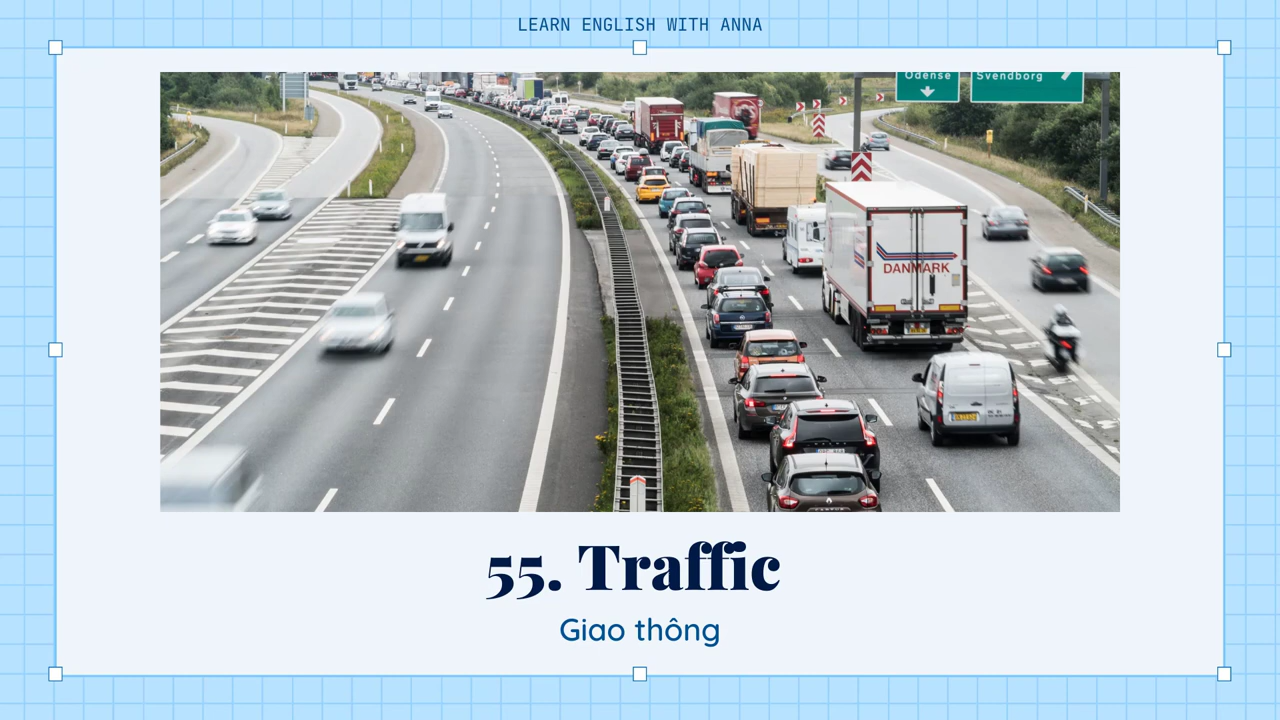 LEARN ENGLISH WITH ANNA
Odense
Svendborg
DANMARK
55. Traffic
Giao thông